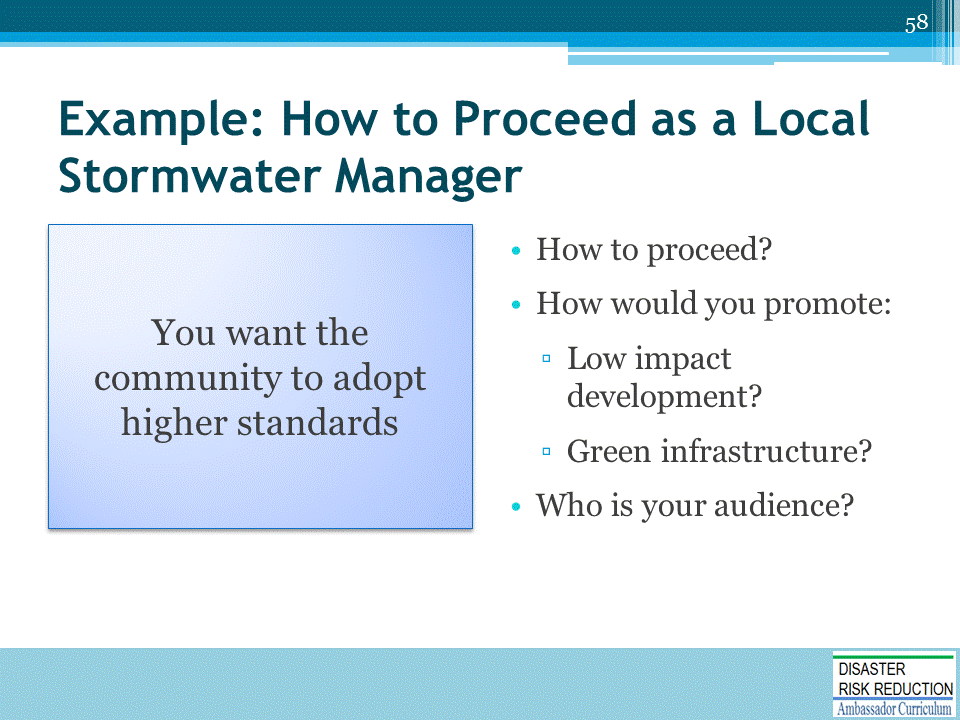 58
Example: How to Proceed as a Local
Stormwater Manager
You want the
community to adopt
higher standards
• How to proceed?
• How would you promote:
▫ Low impact
development?
▫ Green infrastructure?
• Who is your audience?
DISASTER
RISK REDUCTION
Ambassador Curriculum